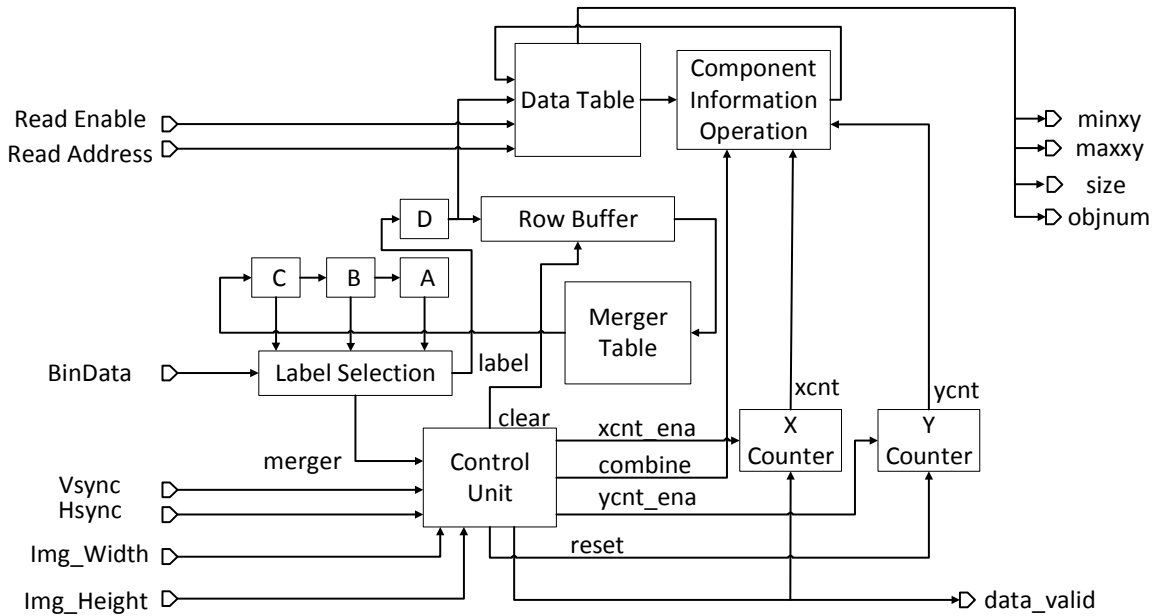 Data Table
Component
Information
Operation
Read Enable
Read Address
minxy
maxxy
size
objnum
D
Row Buffer
C
B
A
Merger
Table
BinData
Label Selection
label
xcnt
ycnt
clear
merger
Control
Unit
xcnt_ena
combine
ycnt_ena
X
Counter
Y
Counter
Vsync
Hsync
Img_Width
reset
Img_Height
data_valid